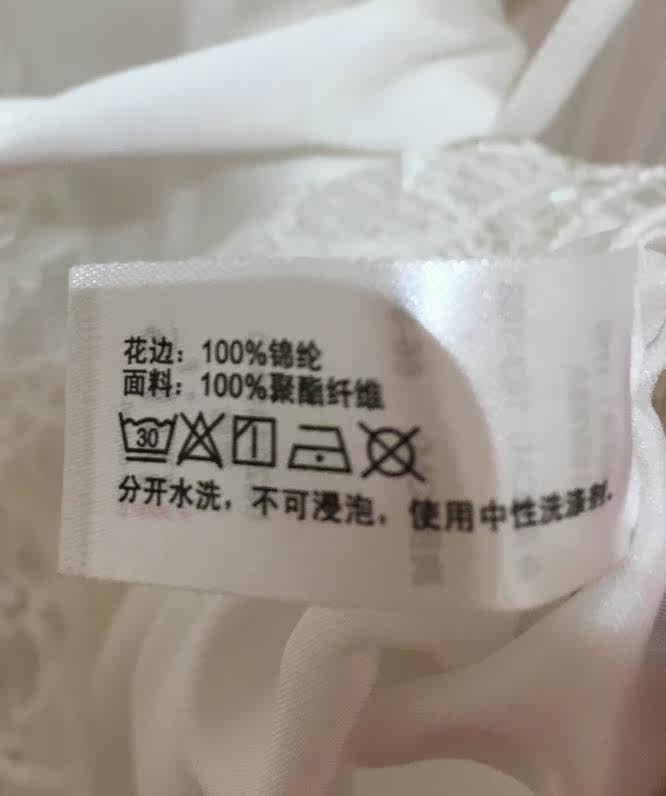 花边：100%锦纶
面料：100%聚酯纤维
30
分开水洗，不可浸泡，使用中性洗涤剂。